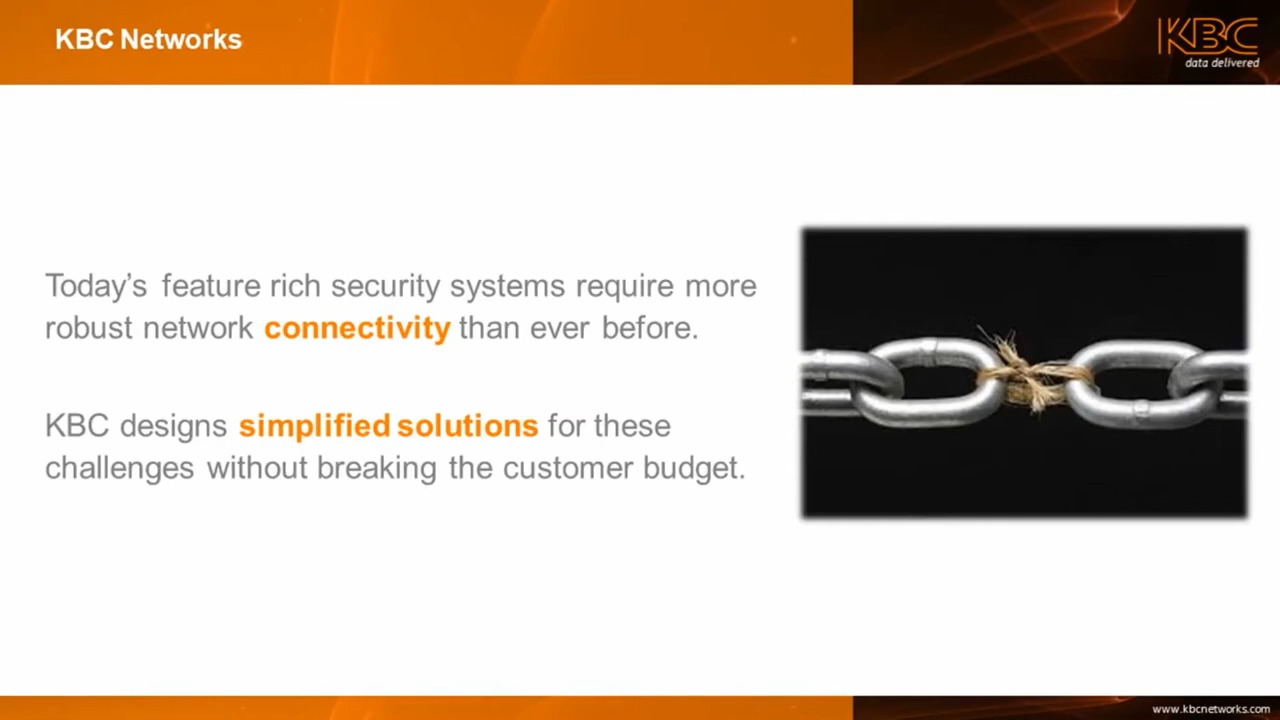 KBC Networks
KBC
data delivered
Today's feature rich security systems require more
robust network connectivity than ever before.
KBC designs simplified solutions for these
challenges without breaking the customer budget.
www.kbcnetworks.com